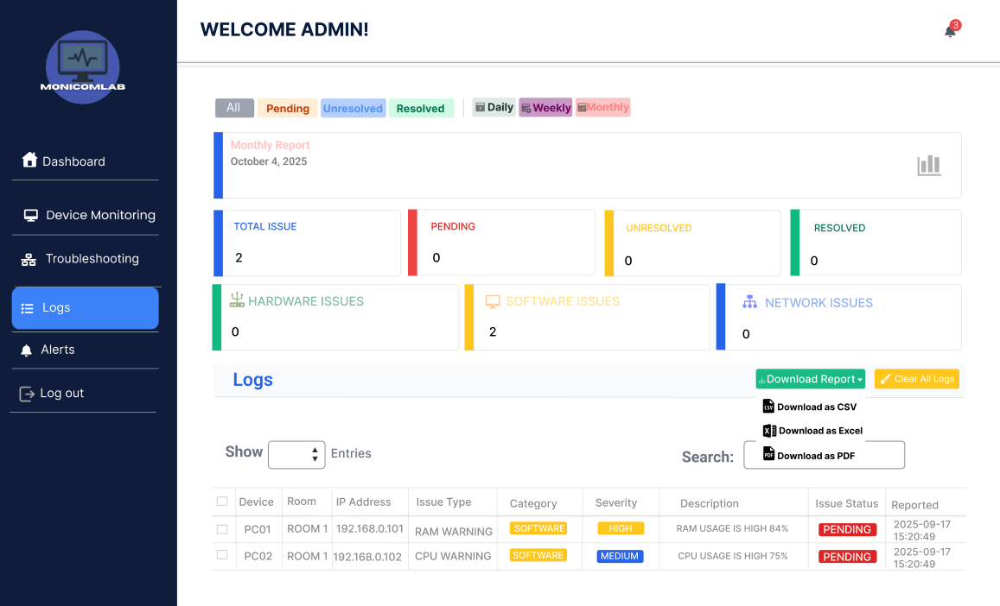 WELCOME ADMIN!
3
MONICOMLAB
Dashboard
Device Monitoring
Troubleshooting
Logs
Alerts
Log out
All Pending Unresolved Resolved Daily Weekly Monthly
Monthly Report
October 4, 2025
TOTAL ISSUE PENDING UNRESOLVED RESOLVED
2 0 0 0
HARDWARE ISSUES SOFTWARE ISSUES NETWORK ISSUES
0 2 0
Logs Download Report Clear All Logs
CSV Download as CSV
X Download as Excel
PDF Download as PDF
Show Entries Search:
Device Room IP Address Issue Type Category Severity Description Issue Status Reported
PC01 ROOM 1 192.168.0.101 RAM WARNING SOFTWARE HIGH RAM USAGE IS HIGH 84% PENDING 2025-09-17
15:20:49
PC02 ROOM 1 192.168.0.102 CPU WARNING SOFTWARE MEDIUM CPU USAGE IS HIGH 75% PENDING 2025-09-17
15:20:49